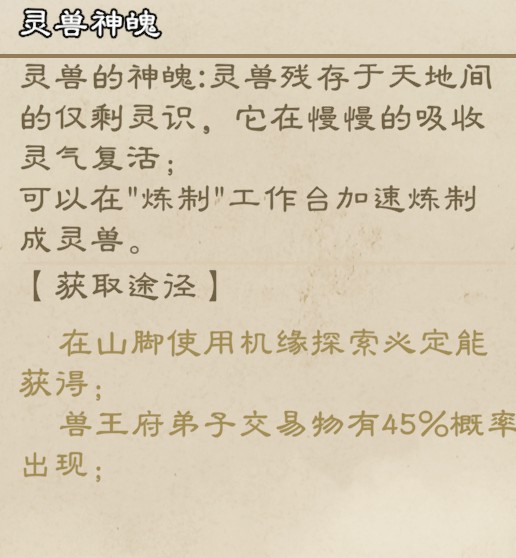 灵兽神魄
灵兽的神魄:灵兽残存于天地间
的仅剩灵识，它在慢慢的吸收
灵气复活；
可以在"炼制"工作台加速炼制
成灵兽。
【获取途径】
在山脚使用机缘探索必定能
获得；
兽王府弟子交易物有45%概率
出现；